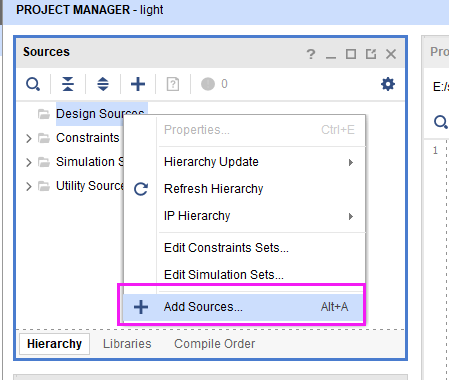 PROJECT MANAGER - light
Sources
? _
0
Design Sources
Properties... Ctrl+E
Constraints
Hierarchy Update
Simulation S
Refresh Hierarchy
Utility Source
IP Hierarchy
Edit Constraints Sets...
Edit Simulation Sets...
Add Sources... Alt+A
Hierarchy Libraries Compile Order
Pro
E:/
1